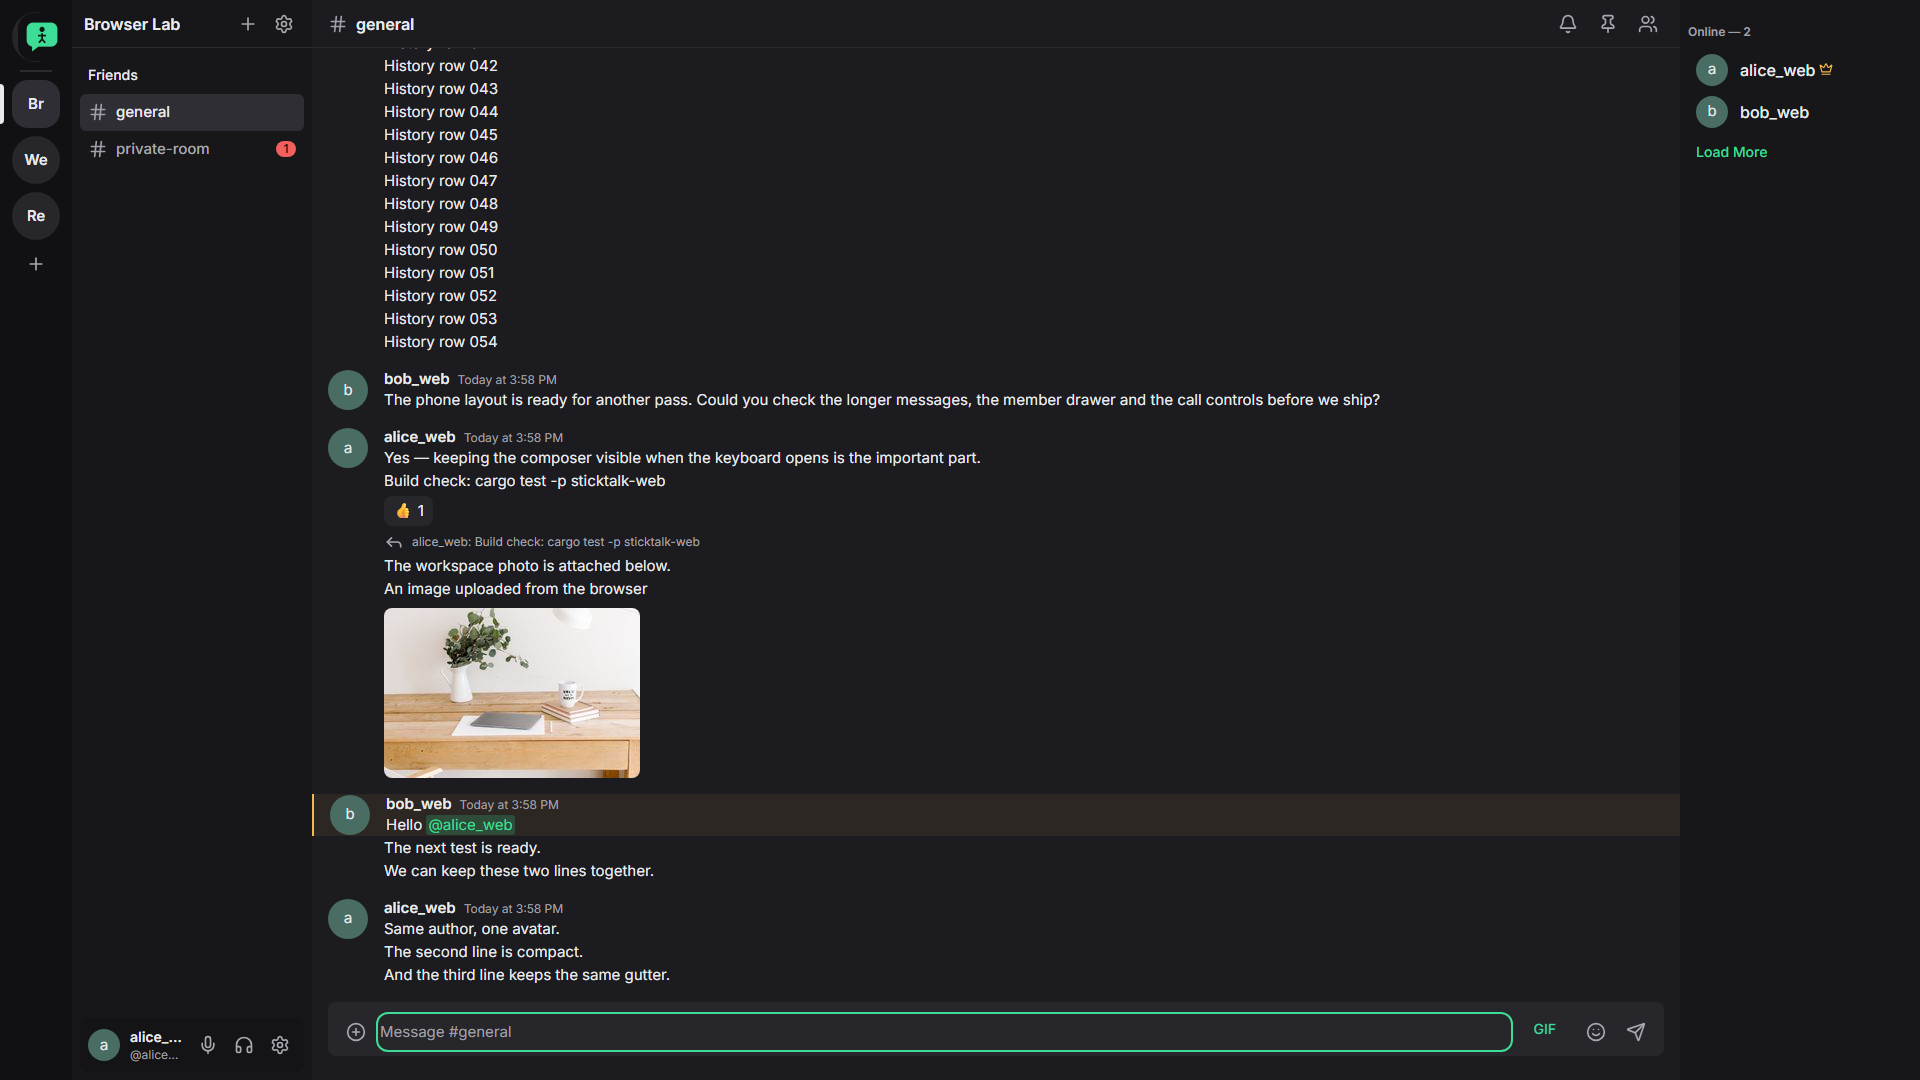 Browser Lab
Friends
general
private-room
1
Br
We
Re
alice_...
@alice...
general
History row 042
History row 043
History row 044
History row 045
History row 046
History row 047
History row 048
History row 049
History row 050
History row 051
History row 052
History row 053
History row 054
b
bob_web Today at 3:58 PM
The phone layout is ready for another pass. Could you check the longer messages, the member drawer and the call controls before we ship?
a
alice_web Today at 3:58 PM
Yes — keeping the composer visible when the keyboard opens is the important part.
Build check: cargo test -p sticktalk-web
👍 1
alice_web: Build check: cargo test -p sticktalk-web
The workspace photo is attached below.
An image uploaded from the browser
b
bob_web Today at 3:58 PM
Hello @alice_web
The next test is ready.
We can keep these two lines together.
a
alice_web Today at 3:58 PM
Same author, one avatar.
The second line is compact.
And the third line keeps the same gutter.
Message #general
GIF
Online — 2
a alice_web
b bob_web
Load More